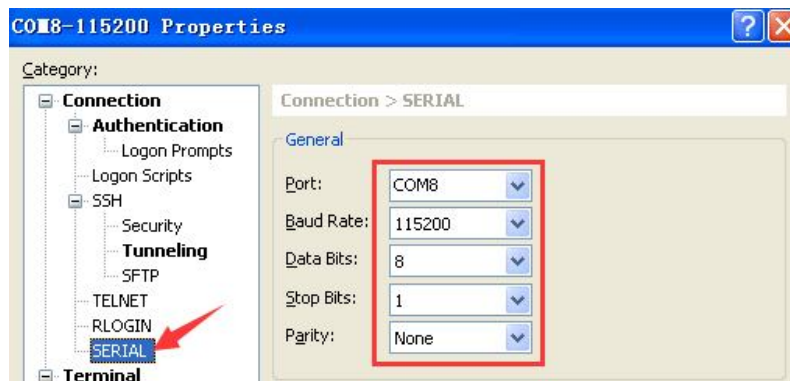 COM8-115200 Properties
Category:
Connection
Authentication
Logon Prompts
Logon Scripts
SSH
Security
Tunneling
SFTP
TELNET
RLOGIN
SERIAL
Terminal
Connection > SERIAL
General
Port: COM8
Baud Rate: 115200
Data Bits: 8
Stop Bits: 1
Parity: None